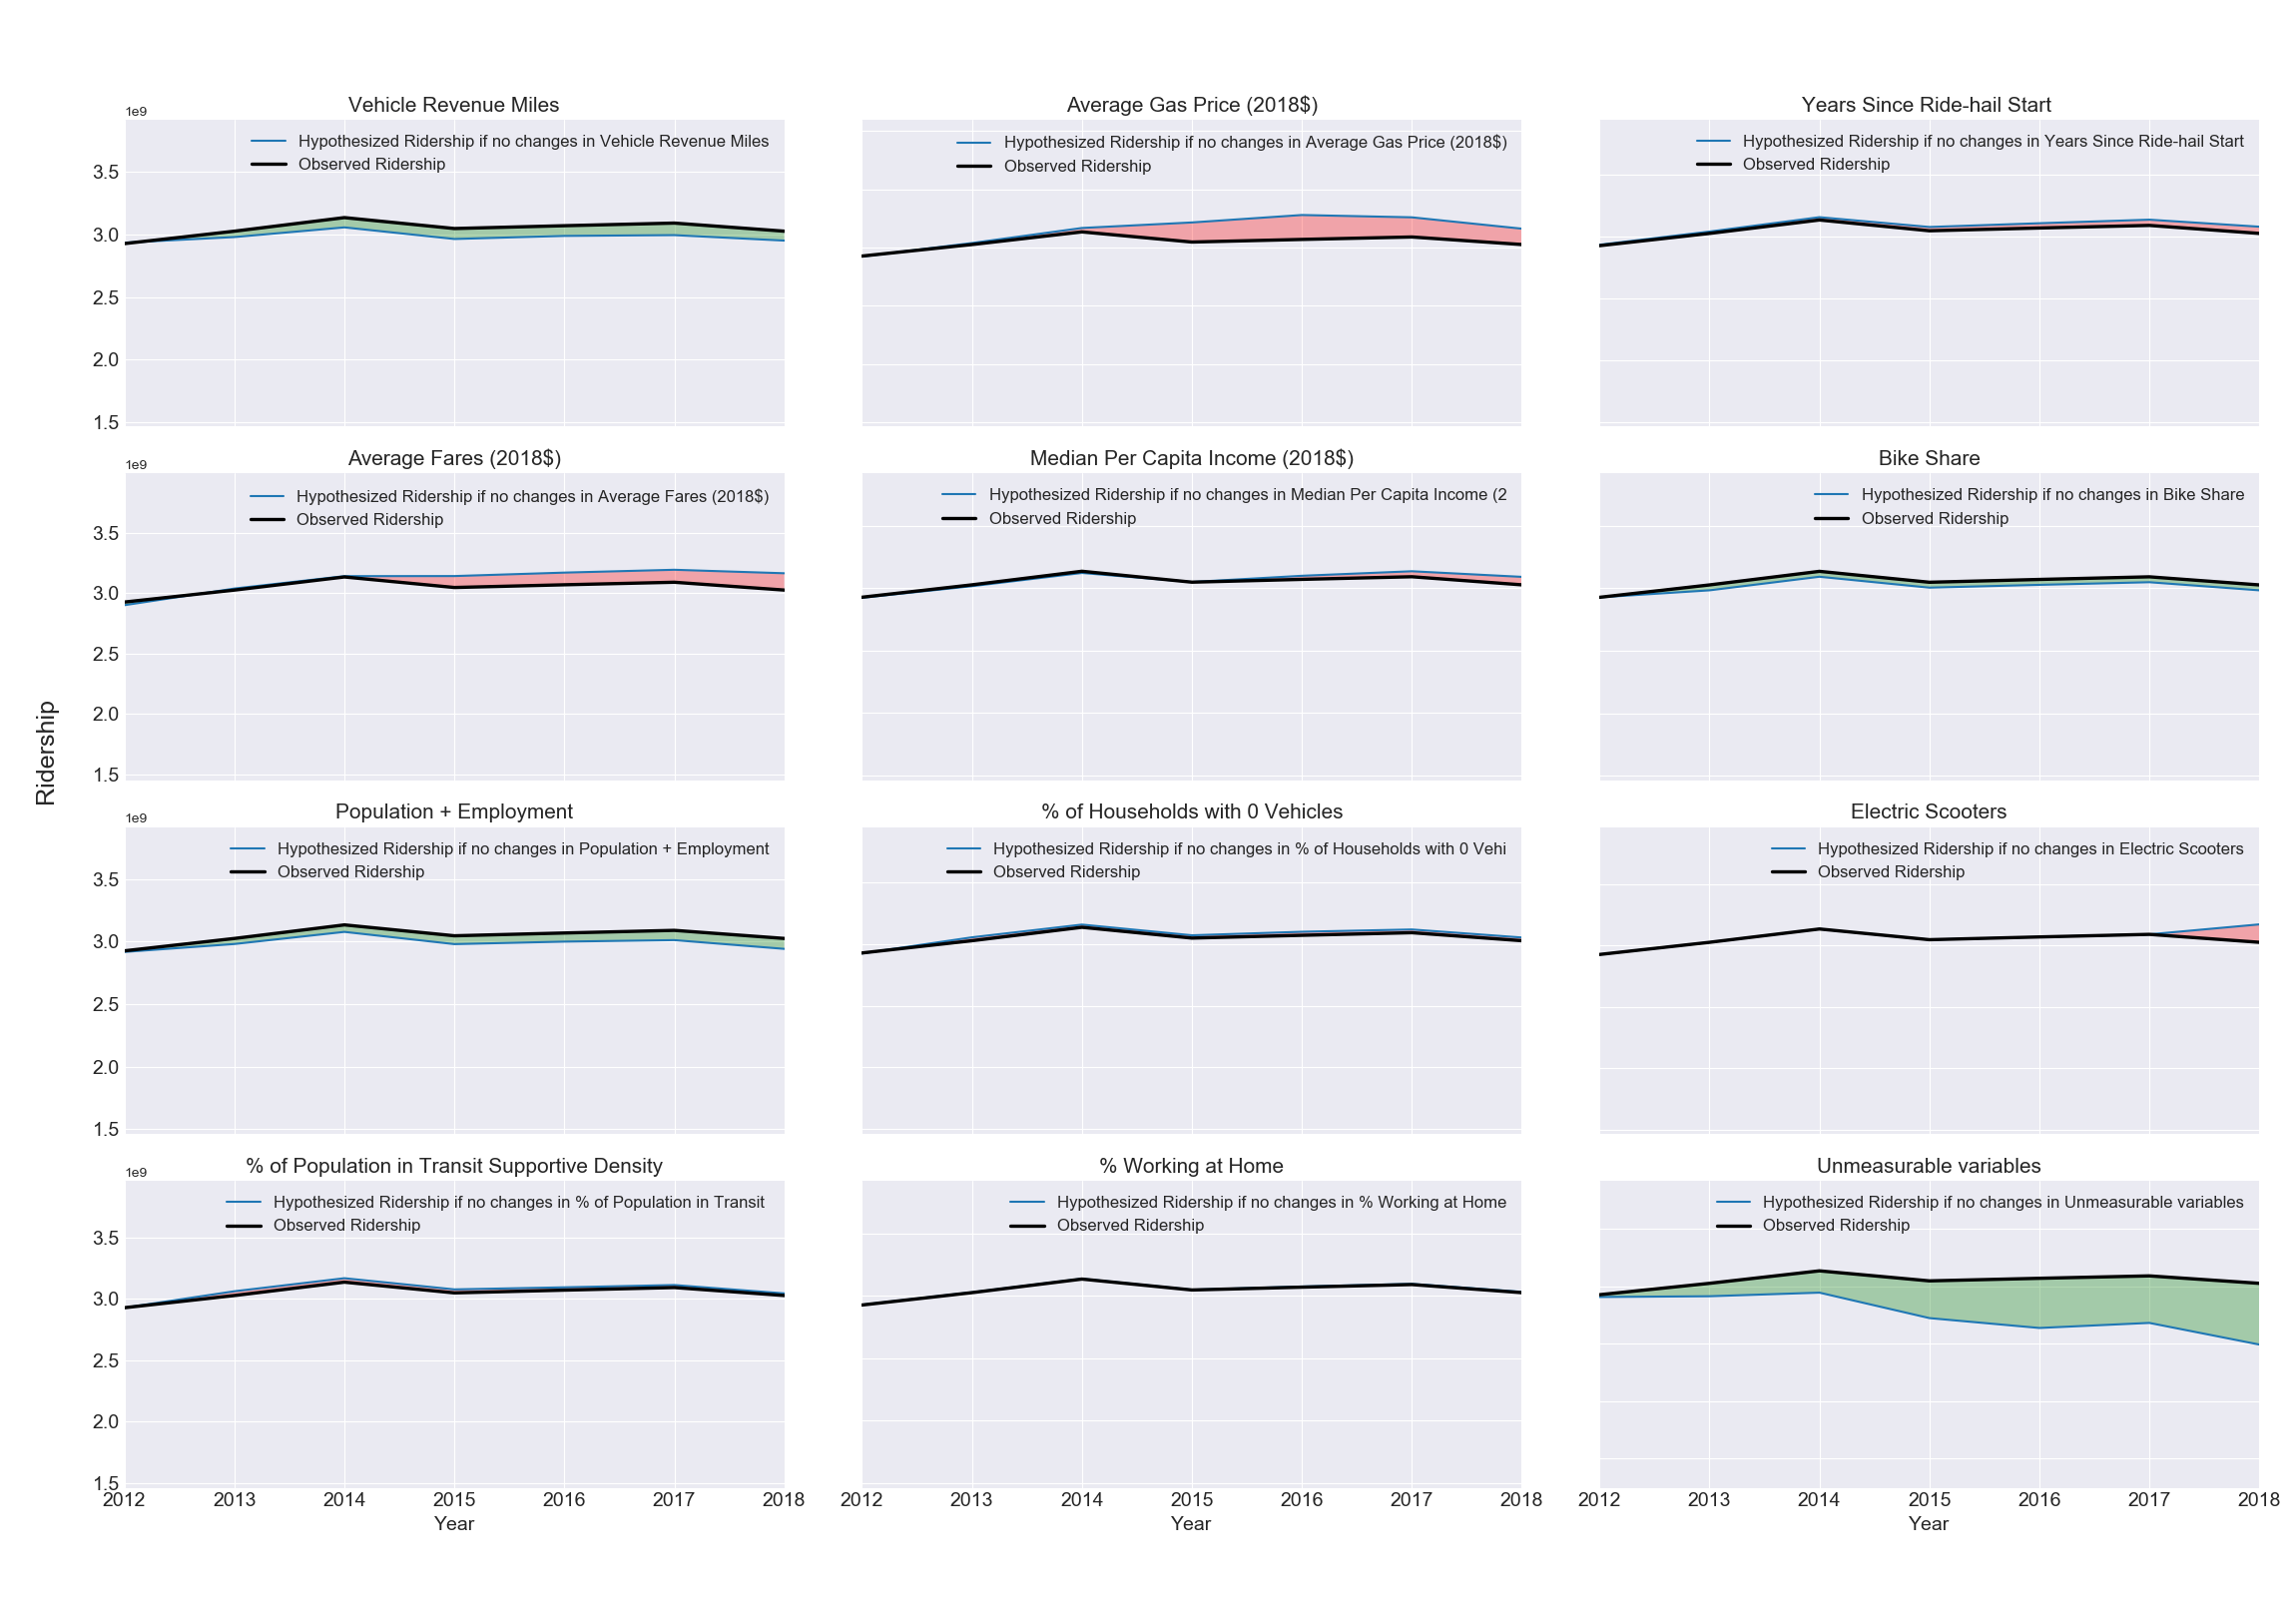 Vehicle Revenue Miles
1e9
Hypothesized Ridership if no changes in Vehicle Revenue Miles
Observed Ridership
3.5
3.0
2.5
2.0
1.5
Average Gas Price (2018$)
Hypothesized Ridership if no changes in Average Gas Price (2018$)
Observed Ridership
Years Since Ride-hail Start
Hypothesized Ridership if no changes in Years Since Ride-hail Start
Observed Ridership
Average Fares (2018$)
1e9
Hypothesized Ridership if no changes in Average Fares (2018$)
Observed Ridership
3.5
3.0
2.5
2.0
1.5
Median Per Capita Income (2018$)
Hypothesized Ridership if no changes in Median Per Capita Income (2
Observed Ridership
Bike Share
Hypothesized Ridership if no changes in Bike Share
Observed Ridership
Ridership
Population + Employment
1e9
Hypothesized Ridership if no changes in Population + Employment
Observed Ridership
3.5
3.0
2.5
2.0
1.5
% of Households with 0 Vehicles
Hypothesized Ridership if no changes in % of Households with 0 Vehi
Observed Ridership
Electric Scooters
Hypothesized Ridership if no changes in Electric Scooters
Observed Ridership
% of Population in Transit Supportive Density
1e9
Hypothesized Ridership if no changes in % of Population in Transit
Observed Ridership
3.5
3.0
2.5
2.0
1.5
2012 2013 2014 2015 2016 2017 2018
Year
% Working at Home
Hypothesized Ridership if no changes in % Working at Home
Observed Ridership
2012 2013 2014 2015 2016 2017 2018
Year
Unmeasurable variables
Hypothesized Ridership if no changes in Unmeasurable variables
Observed Ridership
2012 2013 2014 2015 2016 2017 2018
Year